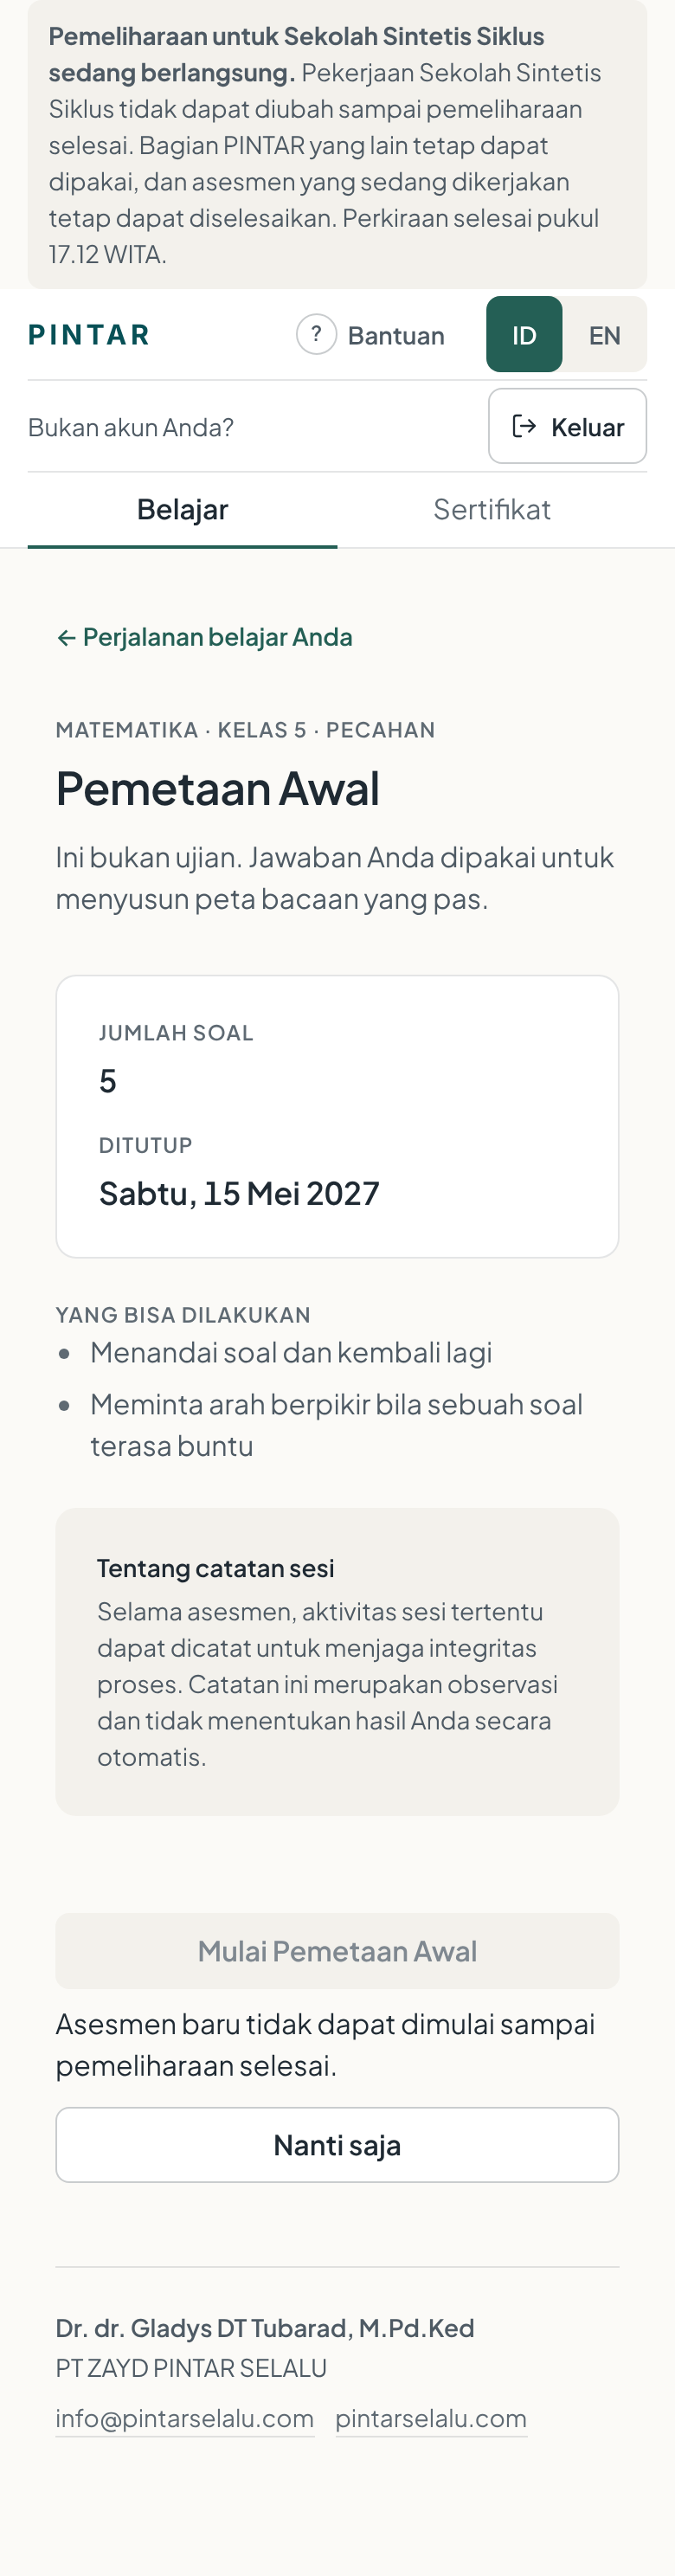 Pemeliharaan untuk Sekolah Sintetis Siklus
sedang berlangsung. Pekerjaan Sekolah Sintetis
Siklus tidak dapat diubah sampai pemeliharaan
selesai. Bagian PINTAR yang lain tetap dapat
dipakai, dan asesmen yang sedang dikerjakan
tetap dapat diselesaikan. Perkiraan selesai pukul
17.12 WITA.
PINTAR
? Bantuan
ID
EN
Bukan akun Anda?
Keluar
Belajar
Sertifikat
← Perjalanan belajar Anda
MATEMATIKA · KELAS 5 · PECAHAN
Pemetaan Awal
Ini bukan ujian. Jawaban Anda dipakai untuk
menyusun peta bacaan yang pas.
JUMLAH SOAL
5
DITUTUP
Sabtu, 15 Mei 2027
YANG BISA DILAKUKAN
• Menandai soal dan kembali lagi
• Meminta arah berpikir bila sebuah soal
terasa buntu
Tentang catatan sesi
Selama asesmen, aktivitas sesi tertentu
dapat dicatat untuk menjaga integritas
proses. Catatan ini merupakan observasi
dan tidak menentukan hasil Anda secara
otomatis.
Mulai Pemetaan Awal
Asesmen baru tidak dapat dimulai sampai
pemeliharaan selesai.
Nanti saja
Dr. dr. Gladys DT Tubarad, M.Pd.Ked
PT ZAYD PINTAR SELALU
info@pintarselalu.com pintarselalu.com